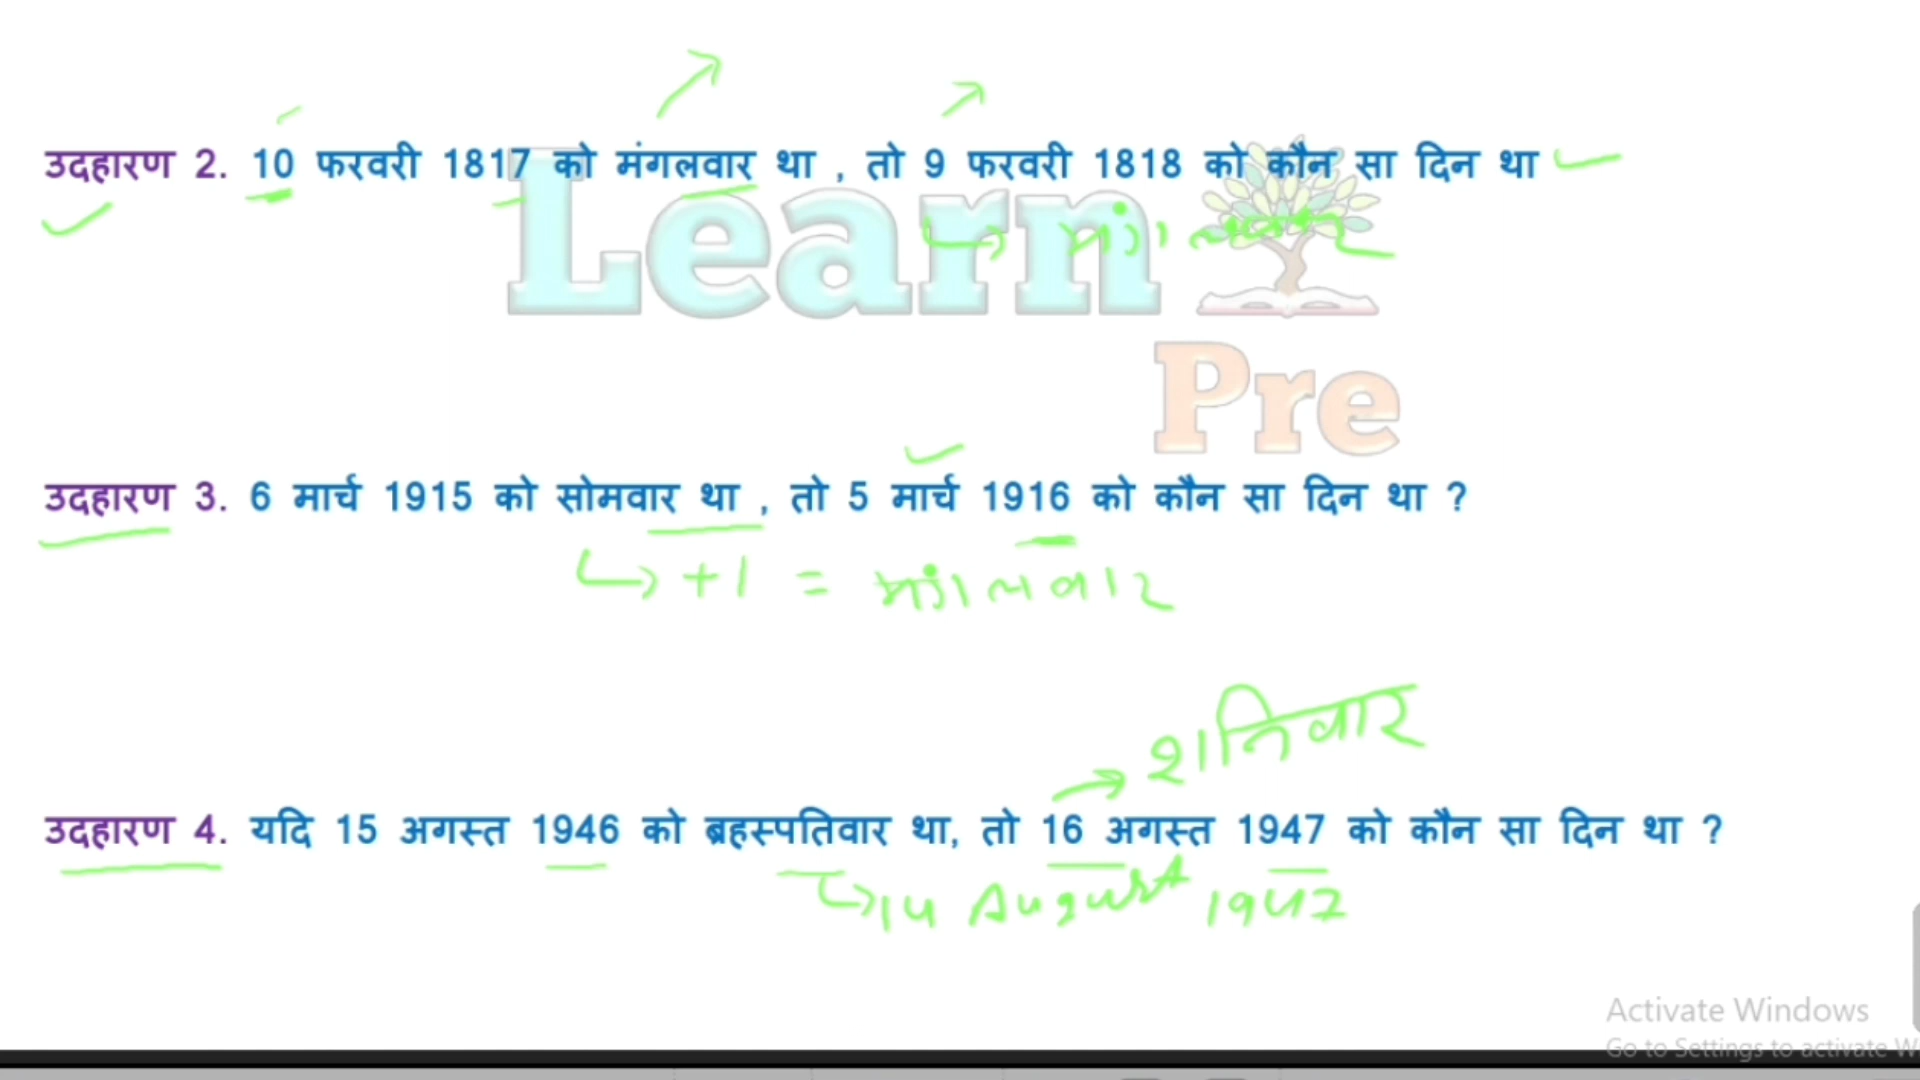 उदहारण 2. 10 फरवरी 1817 को मंगलवार था , तो 9 फरवरी 1818 को कौन सा दिन था
मंगलवार
Learn
Pre
उदहारण 3. 6 मार्च 1915 को सोमवार था , तो 5 मार्च 1916 को कौन सा दिन था ?
+1 = मंगलवार
शनिवार
उदहारण 4. यदि 15 अगस्त 1946 को ब्रहस्पतिवार था, तो 16 अगस्त 1947 को कौन सा दिन था ?
14 August 1947
Activate Windows
Go to Settings to activate W